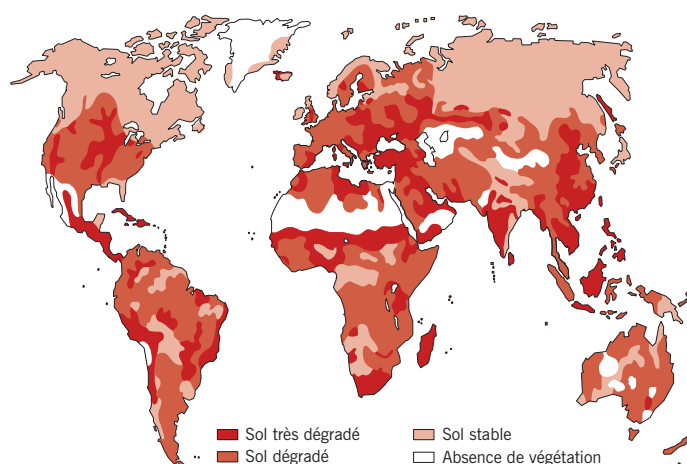 Sol très dégradé
Sol dégradé
Sol stable
Absence de végétation